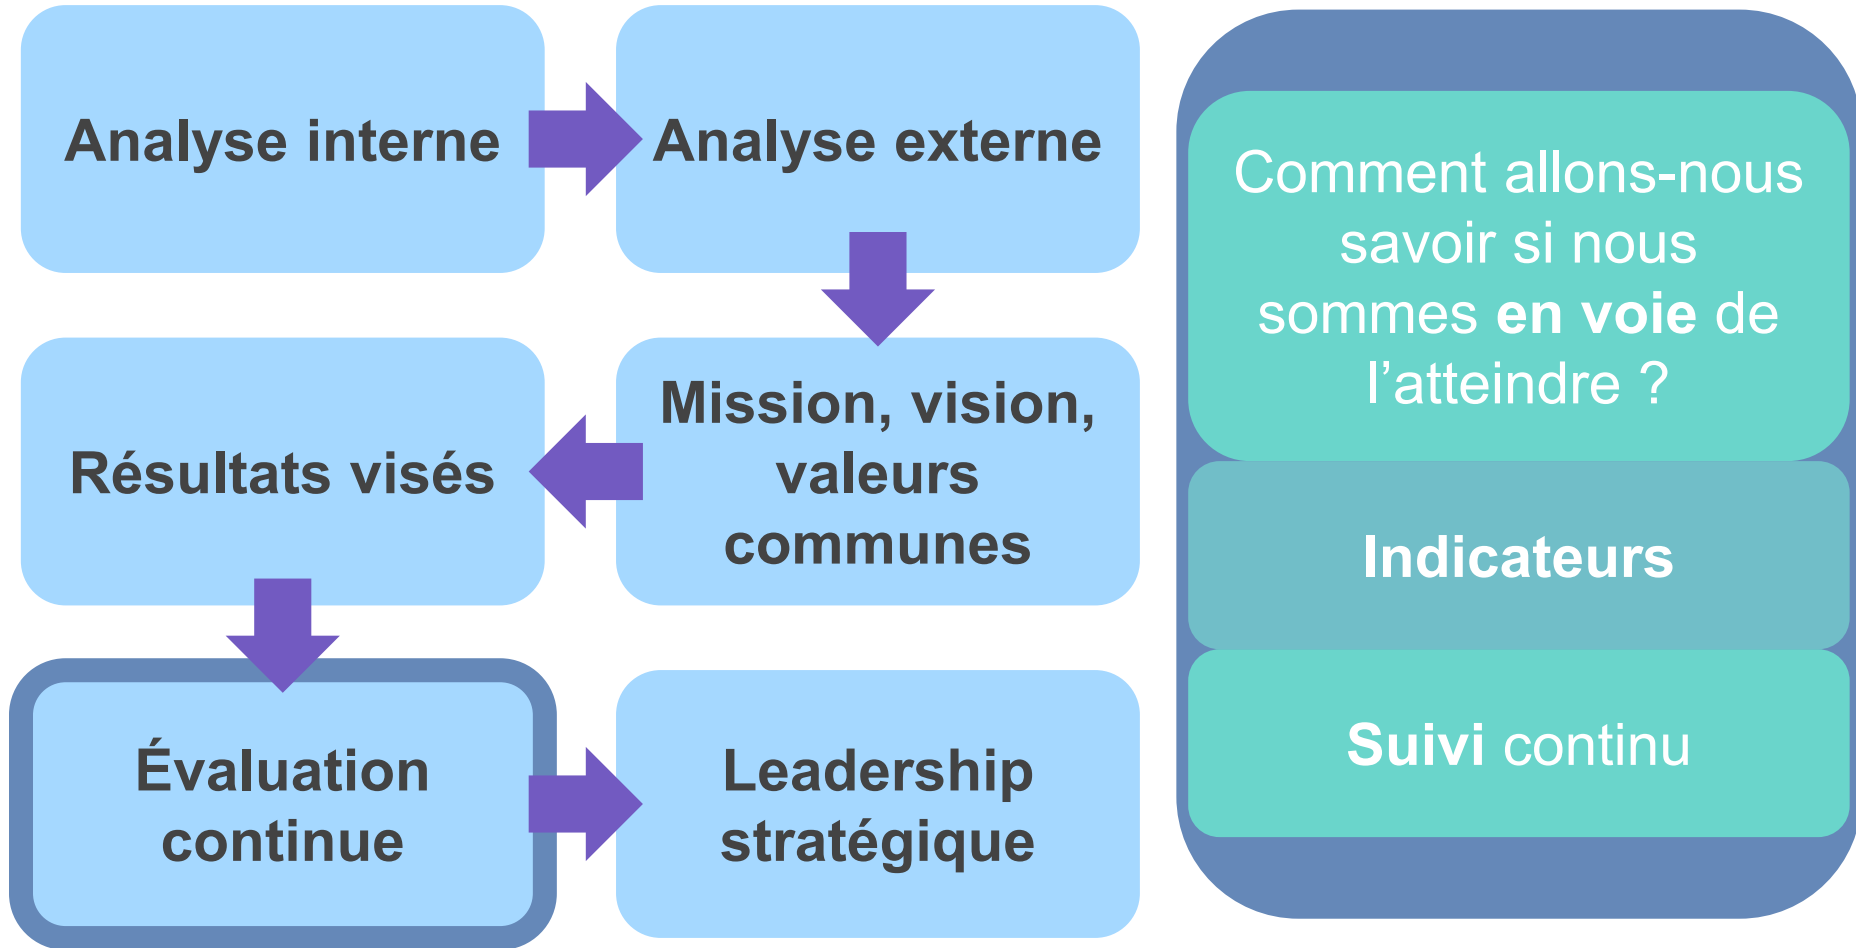 Analyse interne
Analyse externe
Mission, vision,
valeurs
communes
Résultats visés
Évaluation
continue
Leadership
stratégique
Comment allons-nous
savoir si nous
sommes en voie de
l’atteindre ?
Indicateurs
Suivi continu